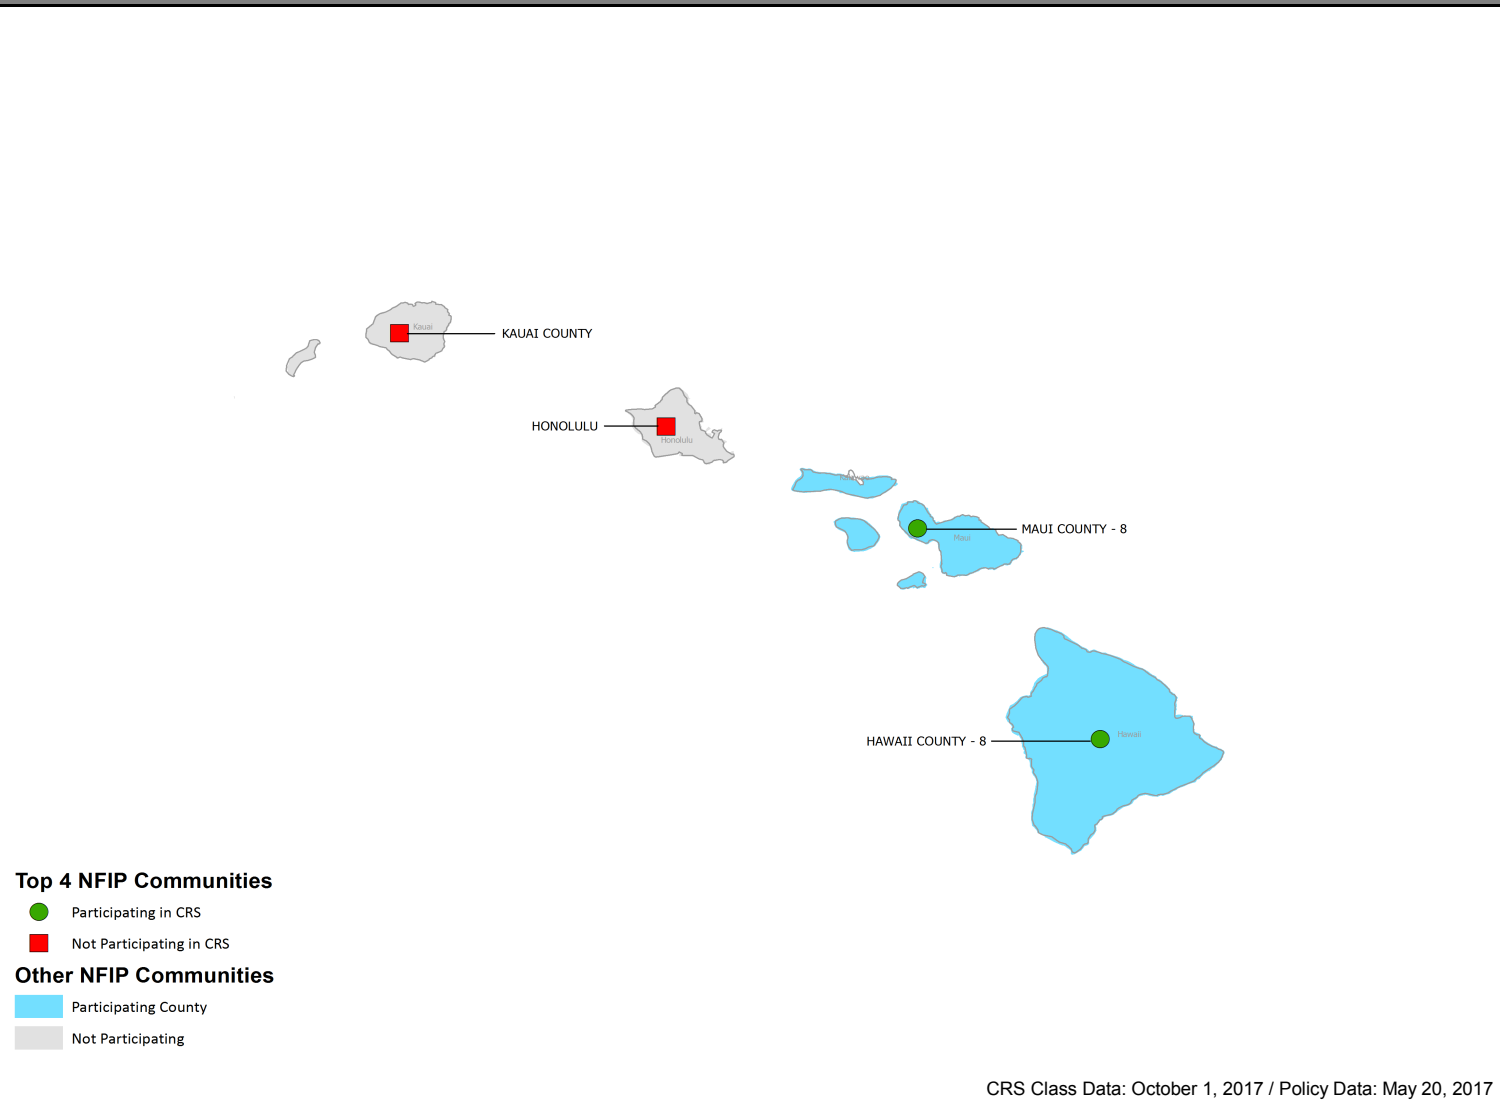 Kauai
KAUAI COUNTY
HONOLULU
Honolulu
MAUI COUNTY - 8
Maui
Hawaii
HAWAII COUNTY - 8
Top 4 NFIP Communities
Participating in CRS
Not Participating in CRS
Other NFIP Communities
Participating County
Not Participating
CRS Class Data: October 1, 2017 / Policy Data: May 20, 2017